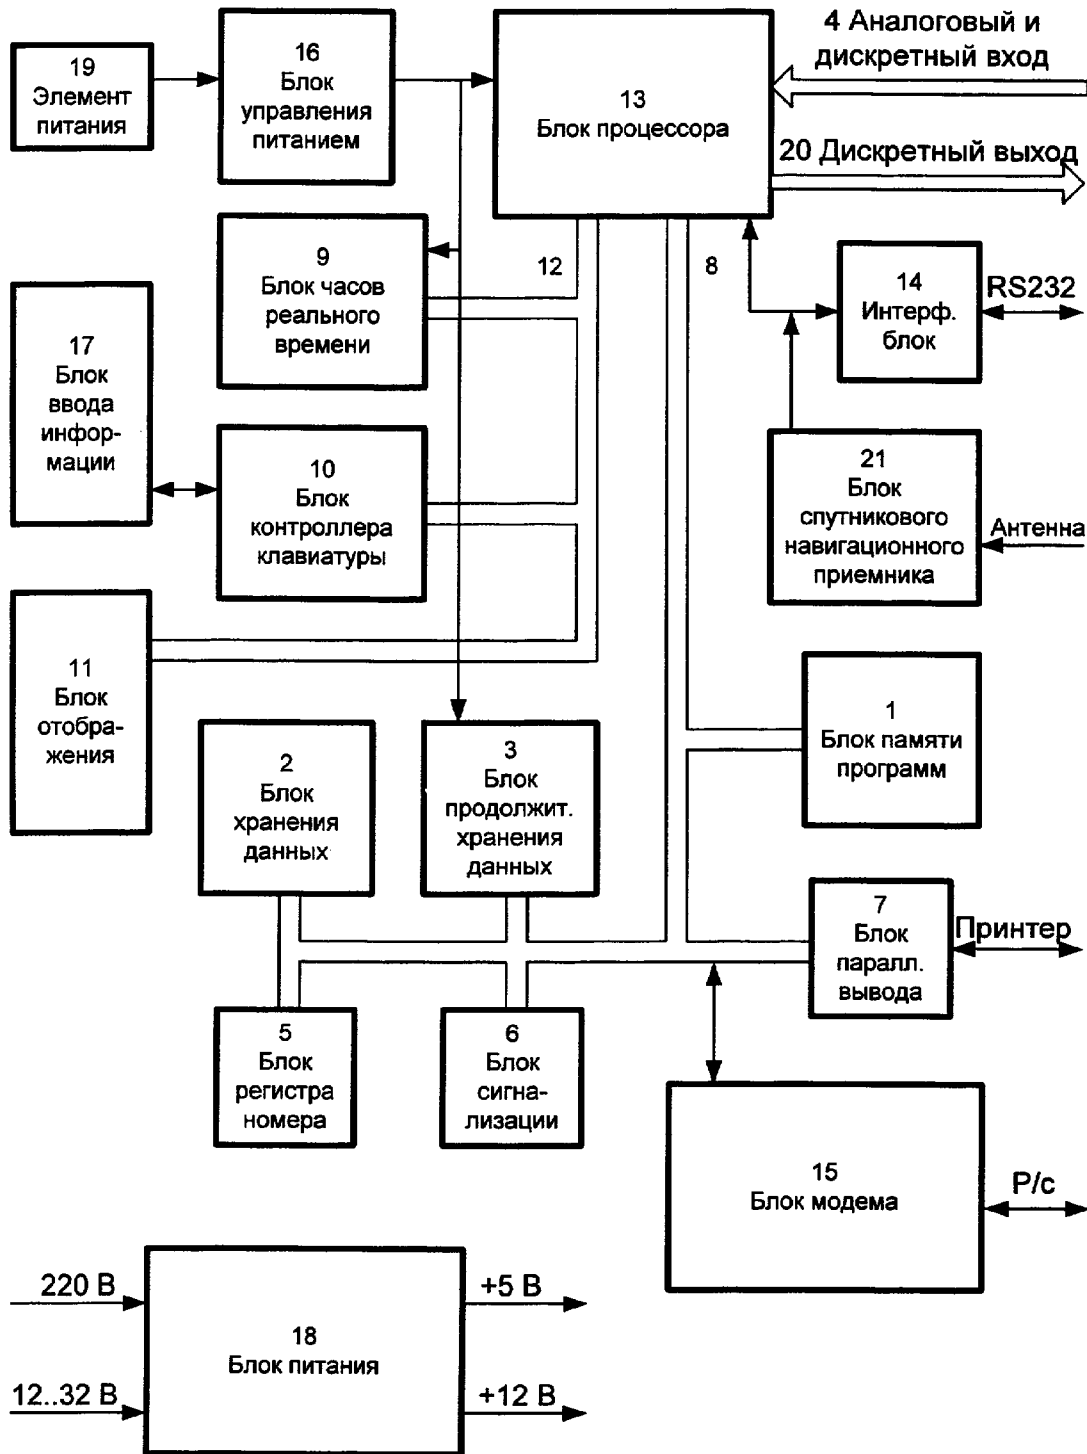 19
Элемент
питания
16
Блок
управления
питанием
13
Блок процессора
4 Аналоговый и
дискретный вход
20 Дискретный выход
9
Блок часов
реального
времени
12
8
14
Интерф.
блок
RS232
17
Блок
ввода
инфор-
мации
10
Блок
контроллера
клавиатуры
21
Блок
спутникового
навигационного
приемника
Антенна
11
Блок
отобра-
жения
2
Блок
хранения
данных
3
Блок
продолжит.
хранения
данных
1
Блок памяти
программ
7
Блок
паралл.
вывода
Принтер
5
Блок
регистра
номера
6
Блок
сигна-
лизации
15
Блок модема
Р/с
220 В
12..32 В
18
Блок питания
+5 В
+12 В